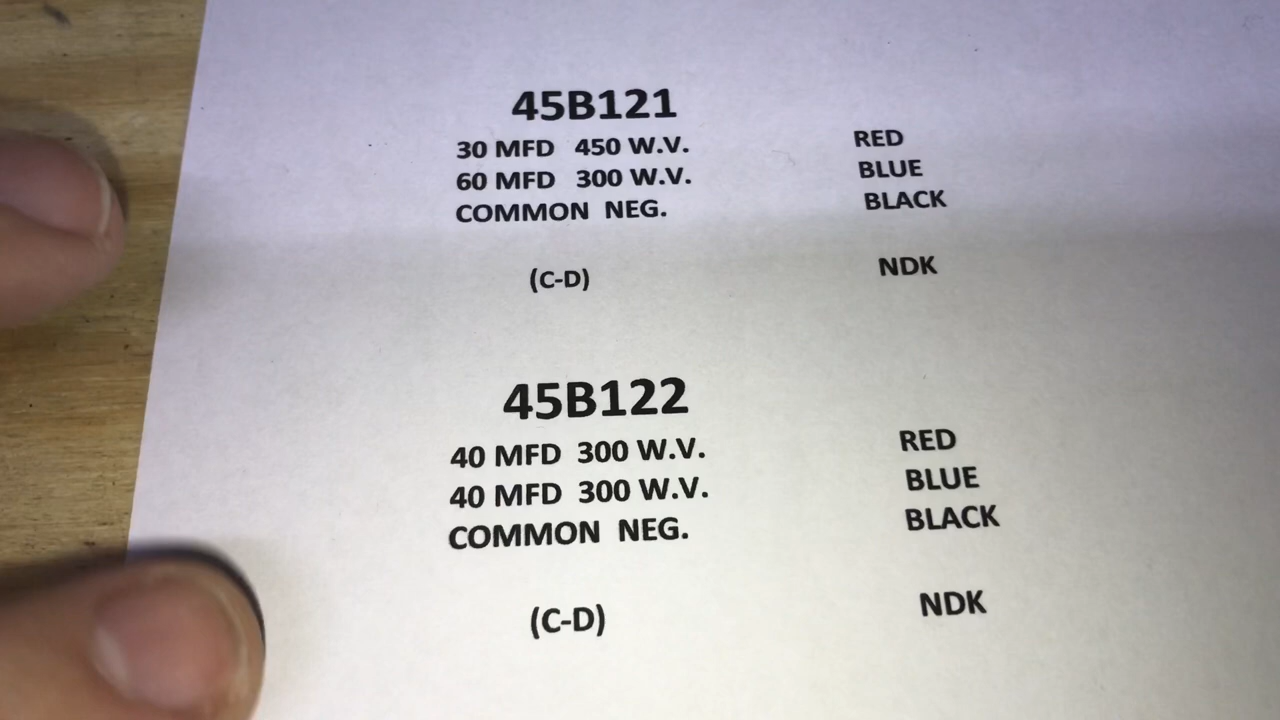 45B121
30 MFD 450 W.V. RED
60 MFD 300 W.V. BLUE
COMMON NEG. BLACK
(C-D) NDK
45B122
40 MFD 300 W.V. RED
40 MFD 300 W.V. BLUE
COMMON NEG. BLACK
(C-D) NDK